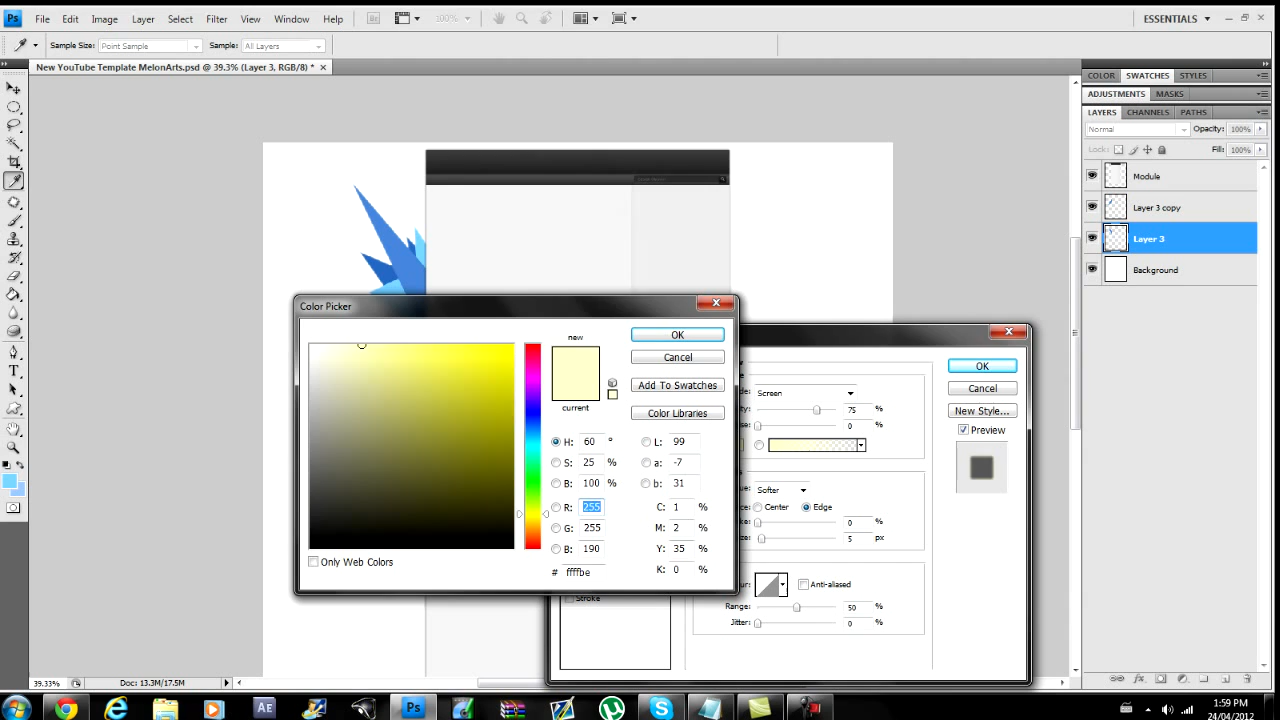 Ps File Edit Image Layer Select Filter View Window Help Br 100% ESSENTIALS
Sample Size: Point Sample Sample: All Layers
New YouTube Template MelonArts.psd @ 39.3% (Layer 3, RGB/8) *
COLOR SWATCHES STYLES
ADJUSTMENTS MASKS
LAYERS CHANNELS PATHS
Normal Opacity: 100%
Lock: Fill: 100%
Module
Layer 3 copy
Layer 3
Background
Color Picker
new
current
OK
Cancel
Add To Swatches
Color Libraries
H: 60 °
S: 25 %
B: 100 %
R: 255
G: 255
B: 190
# ffffbe
L: 99
a: -7
b: 31
C: 1 %
M: 2 %
Y: 35 %
K: 0 %
Only Web Colors
Screen
75 %
0 %
Softer
Center Edge
0 %
5 px
Anti-aliased
Range: 50 %
Jitter: 0 %
Stroke
OK
Cancel
New Style...
Preview
39.33% Doc: 13.3M/17.5M
AE Ps
1:59 PM
24/04/2012